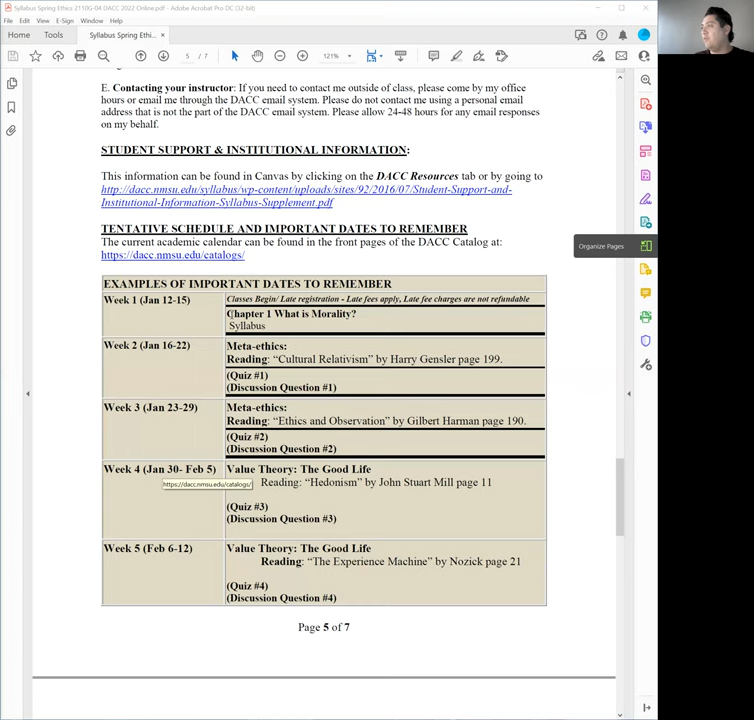 Syllabus Spring Ethics 2110G-04 DACC 2022 Online.pdf - Adobe Acrobat Pro DC (32-bit)
File Edit View E-Sign Window Help
Home Tools Syllabus Spring Ethi... ×
5 / 7 121%
E. Contacting your instructor: If you need to contact me outside of class, please come by my office
hours or email me through the DACC email system. Please do not contact me using a personal email
address that is not the part of the DACC email system. Please allow 24-48 hours for any email responses
on my behalf.
STUDENT SUPPORT & INSTITUTIONAL INFORMATION:
This information can be found in Canvas by clicking on the DACC Resources tab or by going to
http://dacc.nmsu.edu/syllabus/wp-content/uploads/sites/92/2016/07/Student-Support-and-
Institutional-Information-Syllabus-Supplement.pdf
TENTATIVE SCHEDULE AND IMPORTANT DATES TO REMEMBER
The current academic calendar can be found in the front pages of the DACC Catalog at:
https://dacc.nmsu.edu/catalogs/
Organize Pages
EXAMPLES OF IMPORTANT DATES TO REMEMBER
Week 1 (Jan 12-15) Classes Begin/ Late registration - Late fees apply, Late fee charges are not refundable
Chapter 1 What is Morality?
Syllabus
Week 2 (Jan 16-22) Meta-ethics:
Reading: “Cultural Relativism” by Harry Gensler page 199.
(Quiz #1)
(Discussion Question #1)
Week 3 (Jan 23-29) Meta-ethics:
Reading: “Ethics and Observation” by Gilbert Harman page 190.
(Quiz #2)
(Discussion Question #2)
Week 4 (Jan 30- Feb 5) Value Theory: The Good Life
Reading: “Hedonism” by John Stuart Mill page 11
https://dacc.nmsu.edu/catalogs/
(Quiz #3)
(Discussion Question #3)
Week 5 (Feb 6-12) Value Theory: The Good Life
Reading: “The Experience Machine” by Nozick page 21
(Quiz #4)
(Discussion Question #4)
Page 5 of 7